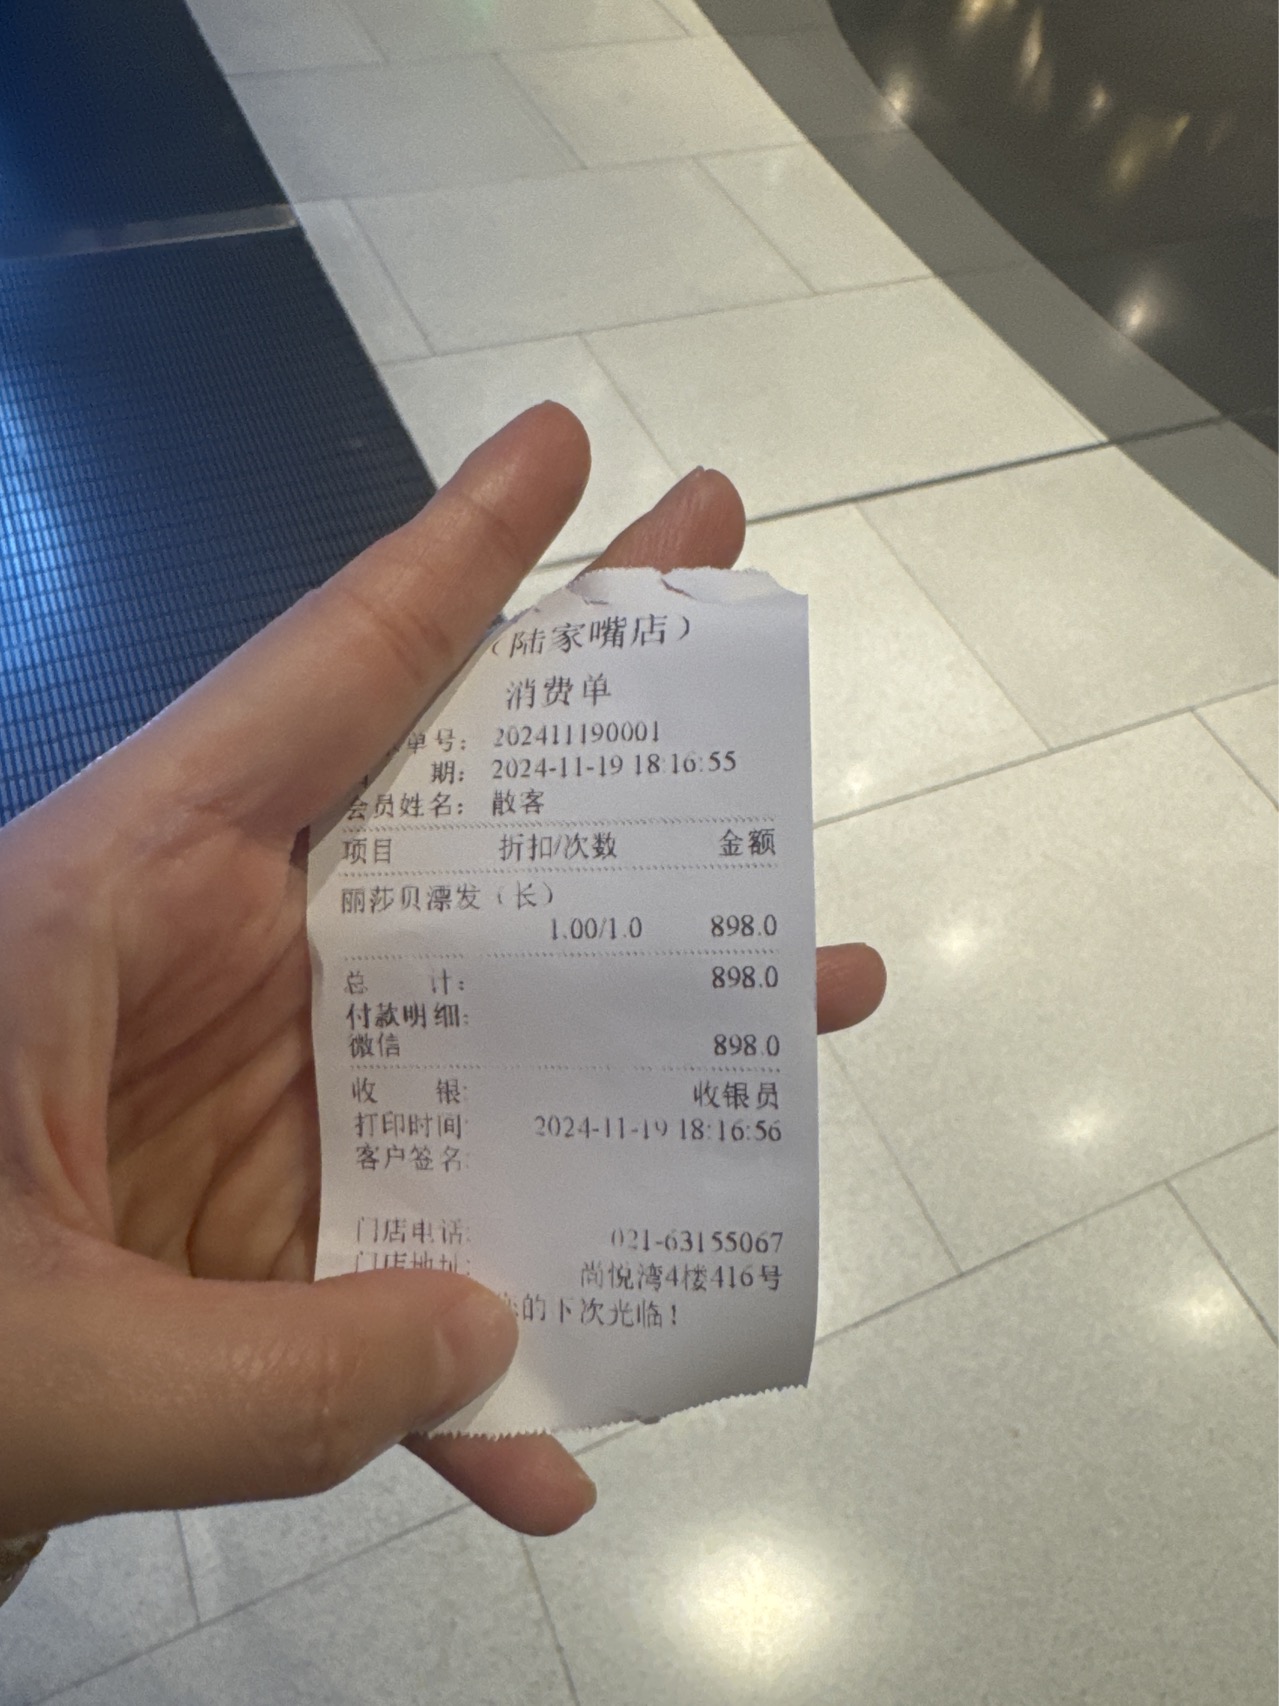 （陆家嘴店）
消费单
单号： 202411190001
期： 2024-11-19 18:16:55
会员姓名： 散客
项目 折扣/次数 金额
丽莎贝漂发（长）
1.00/1.0 898.0
总 计： 898.0
付款明细:
微信 898.0
收 银: 收银员
打印时间: 2024-11-19 18:16:56
客户签名:
门店电话: 021-63155067
门店地址: 尚悦湾4楼416号
的下次光临！